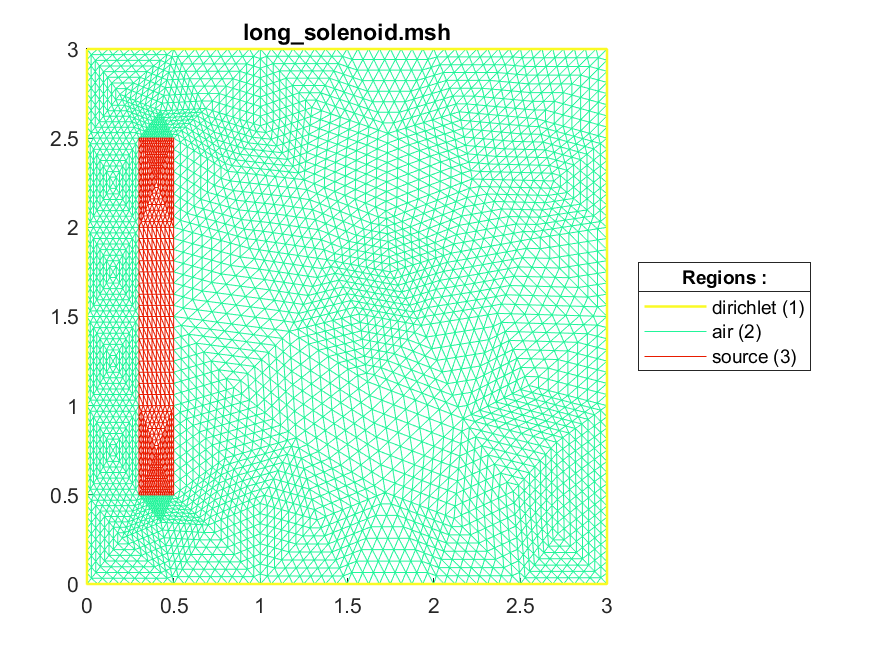 long_solenoid.msh
3
2.5
2
1.5
1
0.5
0
0 0.5 1 1.5 2 2.5 3
Regions :
dirichlet (1)
air (2)
source (3)